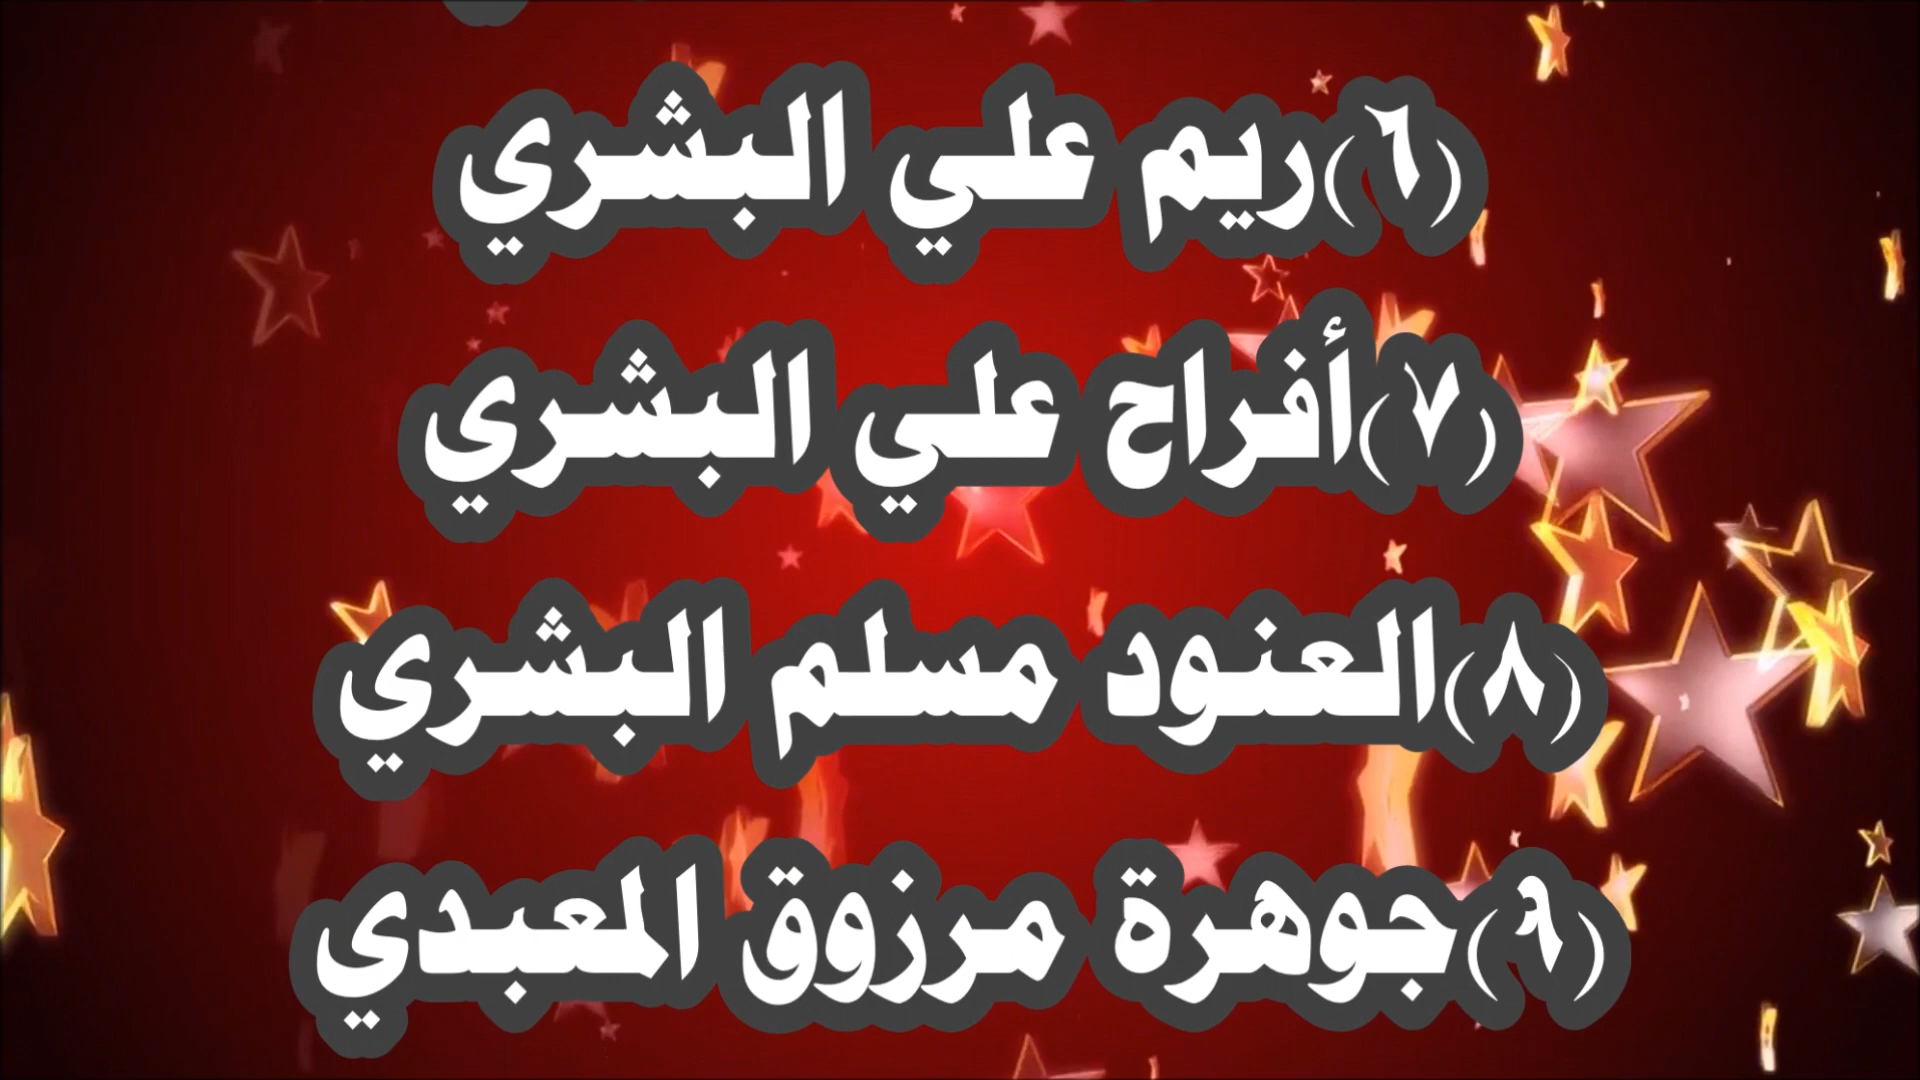 (٦)ريم علي البشري
(٧)أفراح علي البشري
(٨)العنود مسلم البشري
(٩)جوهرة مرزوق المعبدي